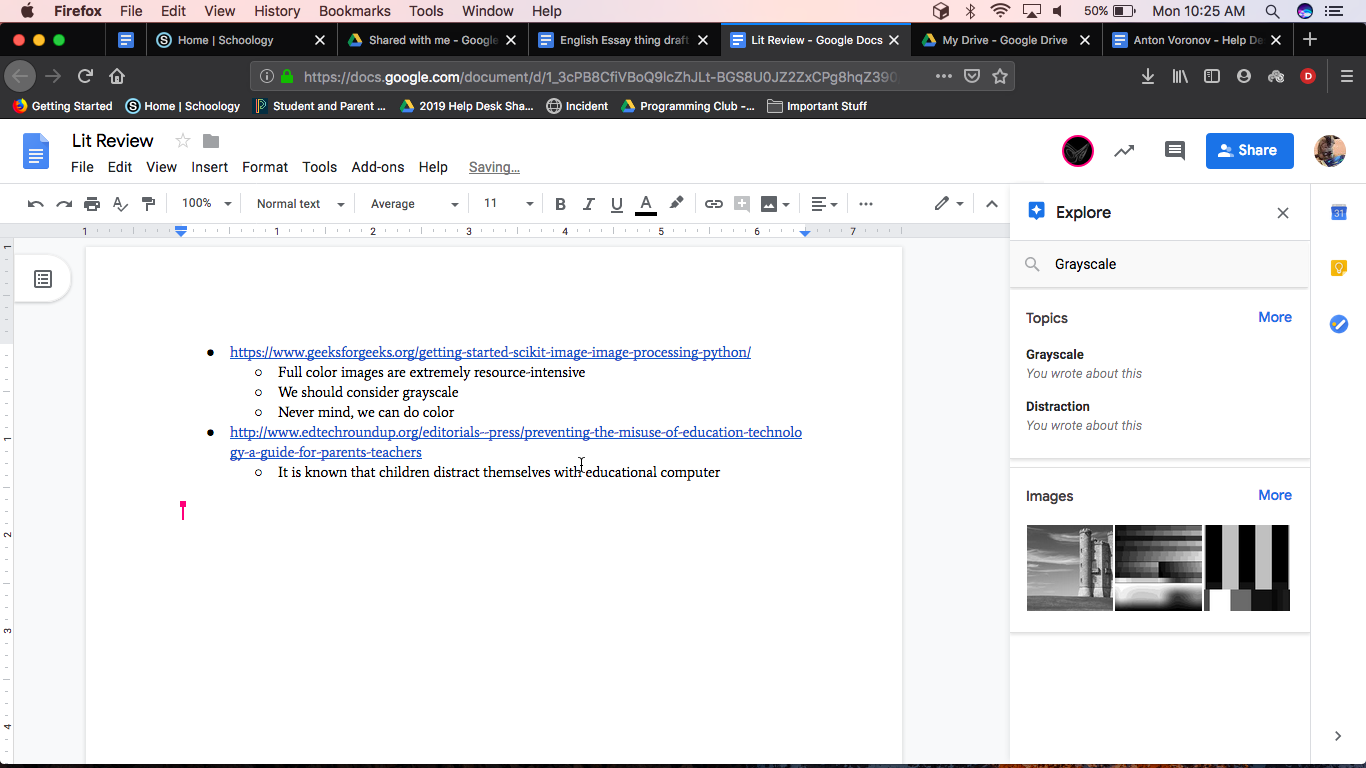 Firefox File Edit View History Bookmarks Tools Window Help 50% Mon 10:25 AM
Home | Schoology Shared with me - Google English Essay thing draft Lit Review - Google Docs My Drive - Google Drive Anton Voronov - Help De
https://docs.google.com/document/d/1_3cPB8CfiVBoQ9lcZhJLt-BGS8U0JZ2ZxCPg8hqZ390 D
Getting Started Home | Schoology Student and Parent ... 2019 Help Desk Sha... Incident Programming Club -... Important Stuff
Lit Review
File Edit View Insert Format Tools Add-ons Help Saving...
Share
100% Normal text Average 11 B I U A
1 1 2 3 4 5 6 7
1
1
2
3
4
https://www.geeksforgeeks.org/getting-started-scikit-image-image-processing-python/
Full color images are extremely resource-intensive
We should consider grayscale
Never mind, we can do color
http://www.edtechroundup.org/editorials--press/preventing-the-misuse-of-education-technolo
gy-a-guide-for-parents-teachers
It is known that children distract themselves with educational computer
Explore
Grayscale
Topics More
Grayscale
You wrote about this
Distraction
You wrote about this
Images More
31